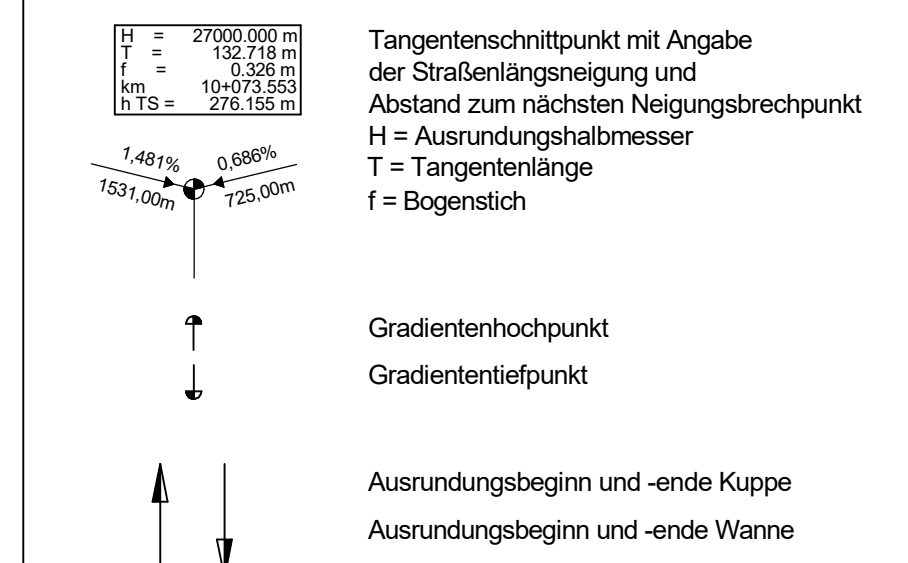 H = 27000.000 m
T = 132.718 m
f = 0.326 m
km 10+073.553
h TS = 276.155 m
Tangentenschnittpunkt mit Angabe
der Straßenlängsneigung und
Abstand zum nächsten Neigungsbrechpunkt
H = Ausrundungshalbmesser
T = Tangentenlänge
f = Bogenstich
1,481% 0,686%
1531,00m 725,00m
Gradientenhochpunkt
Gradiententiefpunkt
Ausrundungsbeginn und -ende Kuppe
Ausrundungsbeginn und -ende Wanne